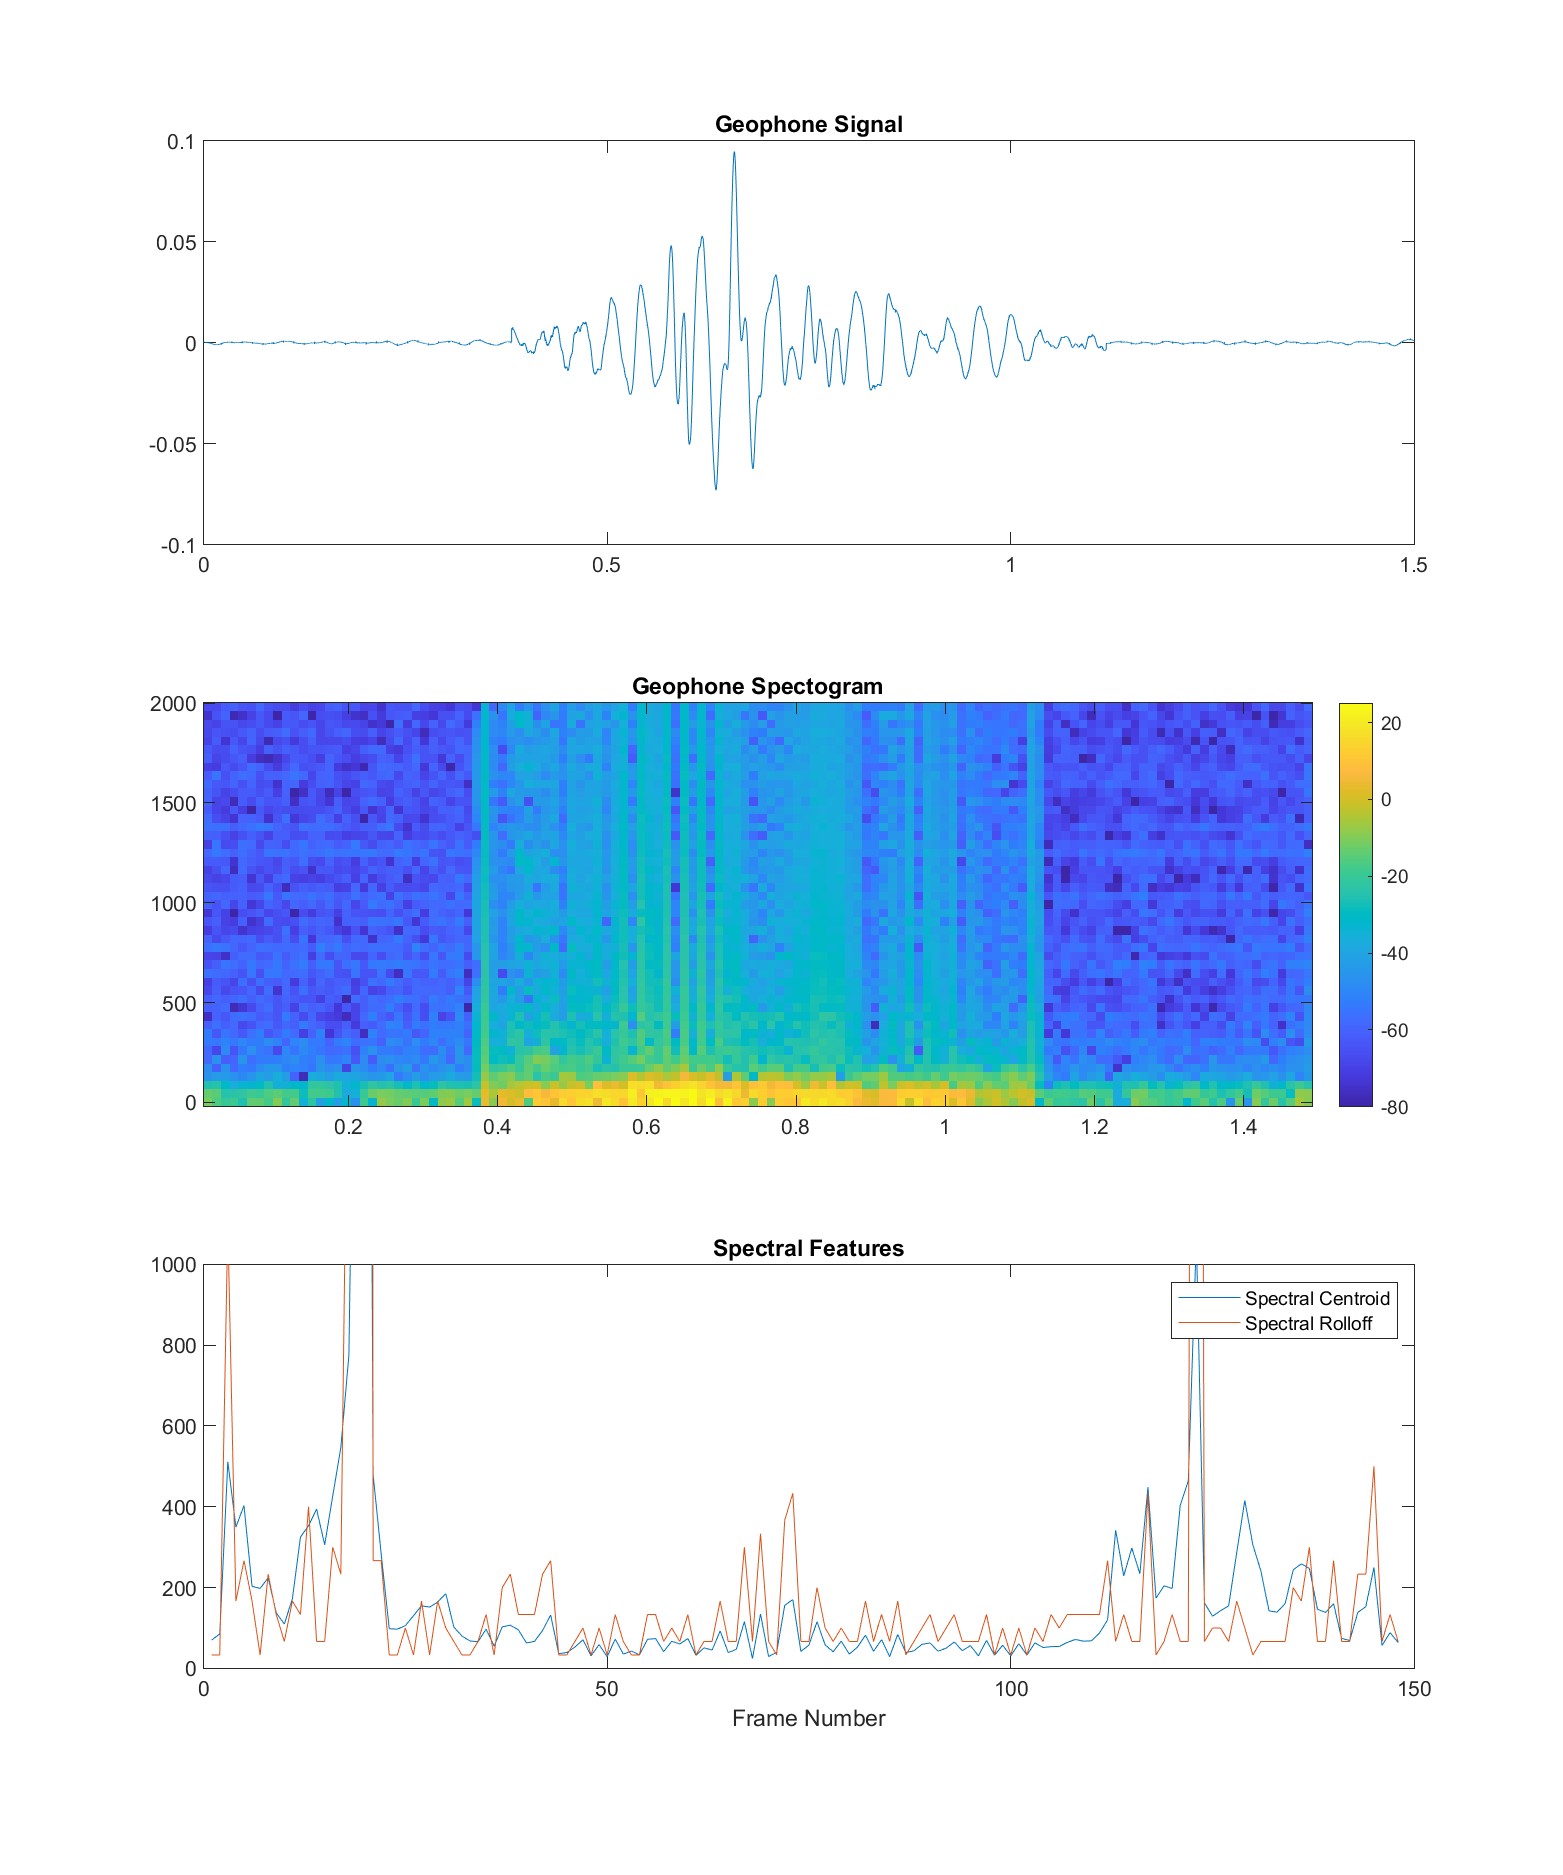 Geophone Signal
0.1
0.05
0
-0.05
-0.1
0 0.5 1 1.5
Geophone Spectogram
2000
1500
1000
500
0
0.2 0.4 0.6 0.8 1 1.2 1.4
20
0
-20
-40
-60
-80
Spectral Features
1000
800
600
400
200
0
Spectral Centroid
Spectral Rolloff
0 50 100 150
Frame Number